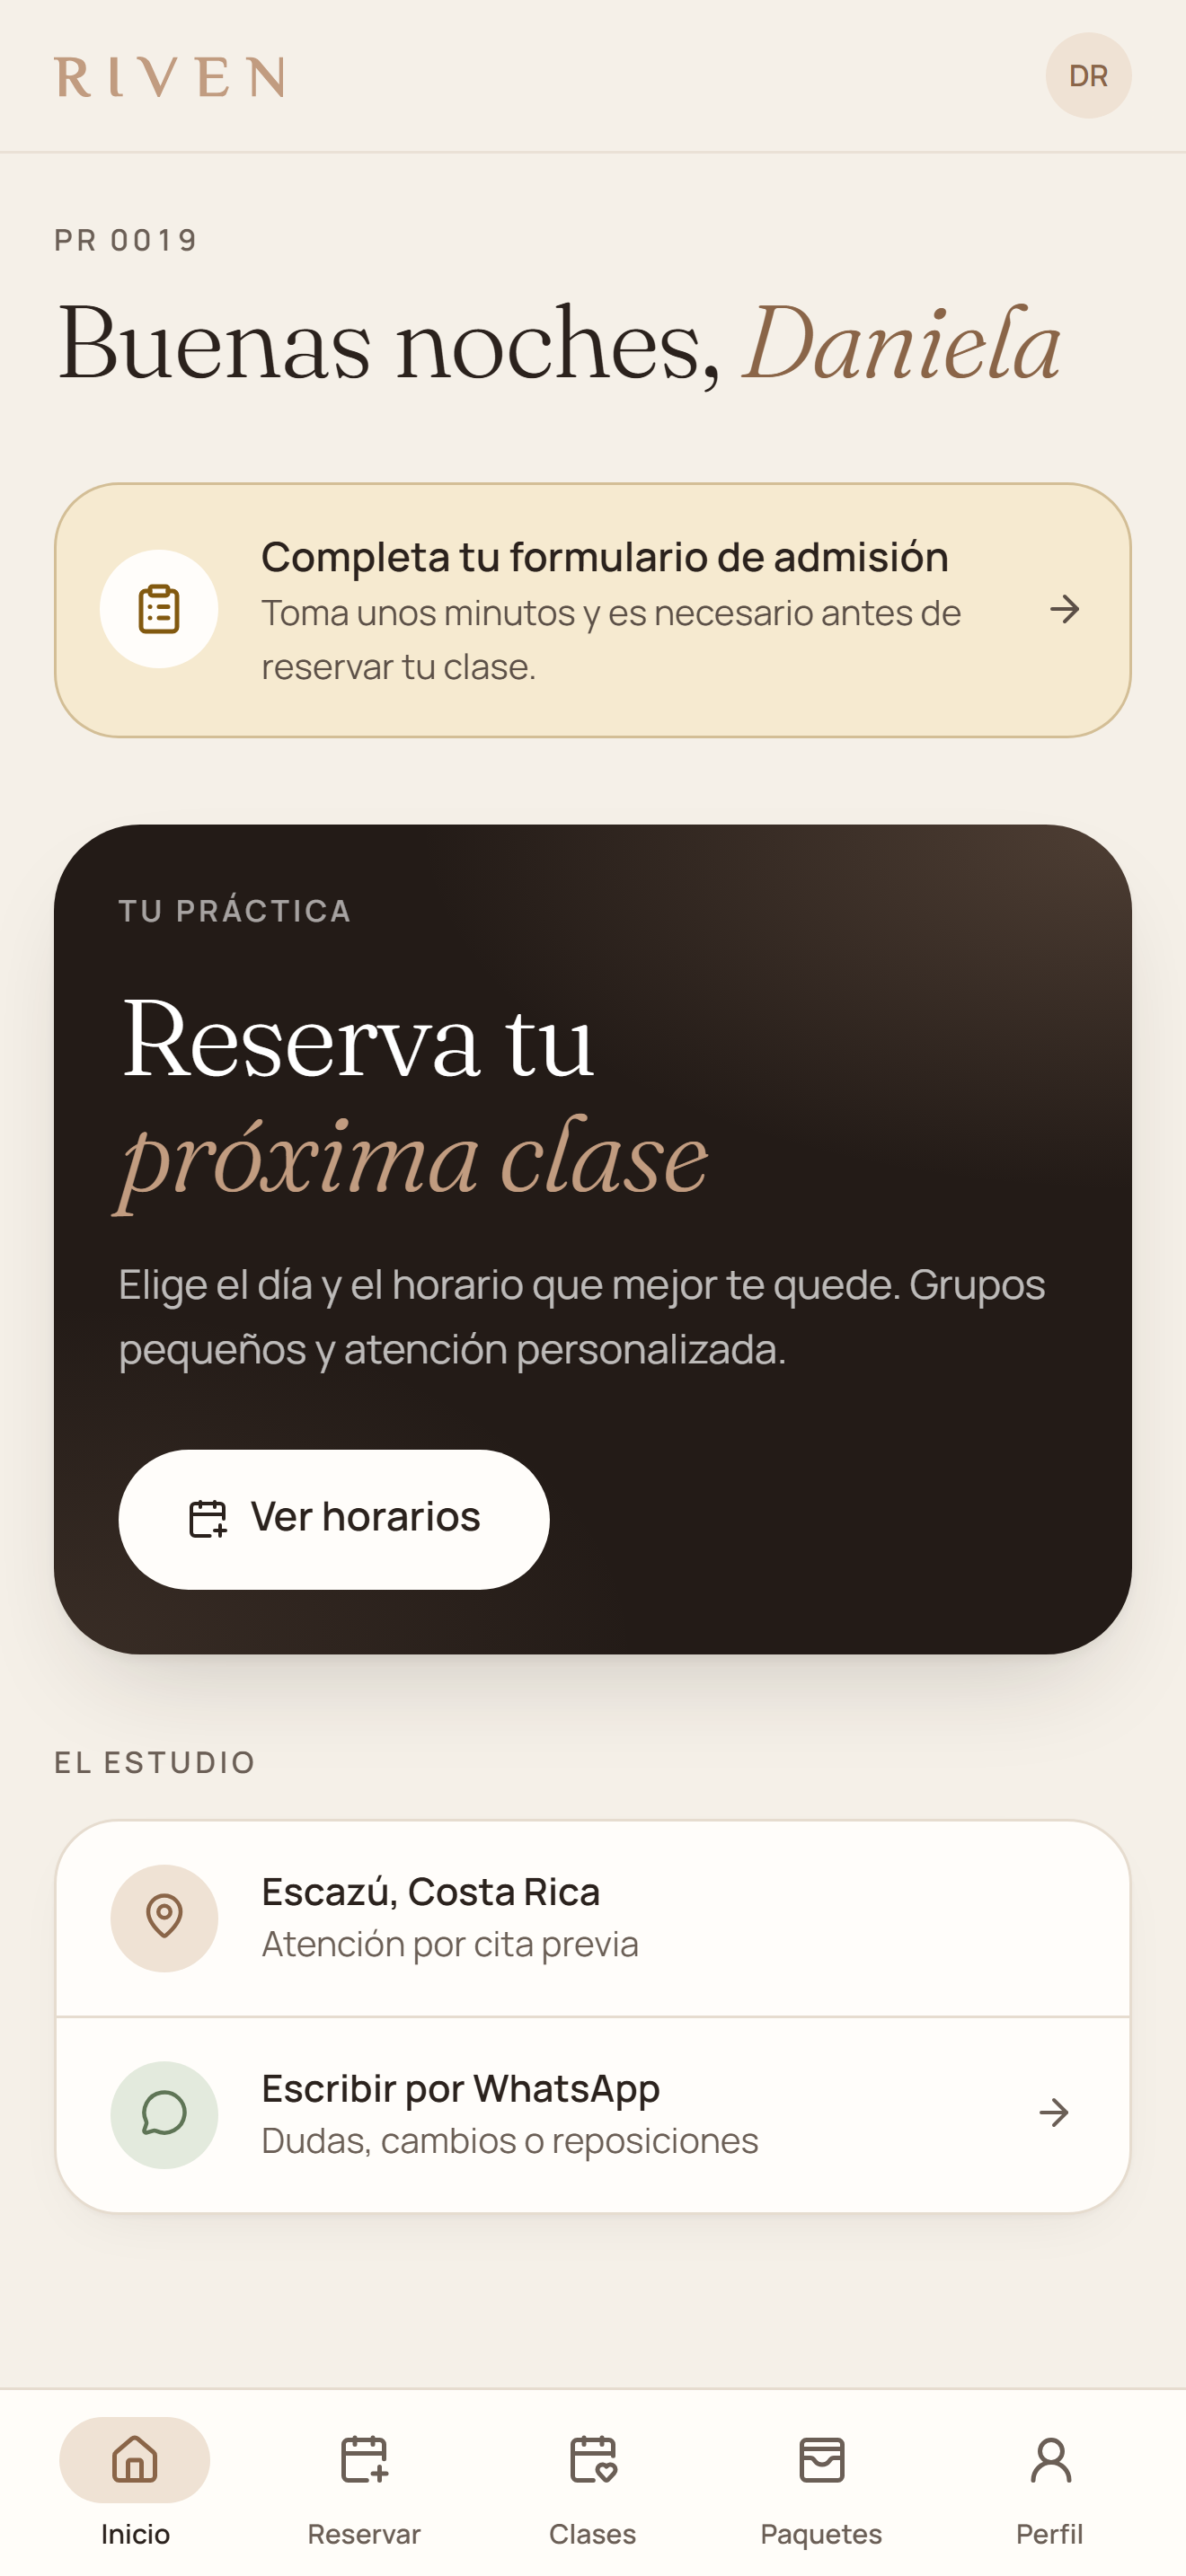 RIVEN
DR
PR 0019
Buenas noches, Daniela
Completa tu formulario de admisión
Toma unos minutos y es necesario antes de
reservar tu clase.
TU PRÁCTICA
Reserva tu
próxima clase
Elige el día y el horario que mejor te quede. Grupos
pequeños y atención personalizada.
Ver horarios
EL ESTUDIO
Escazú, Costa Rica
Atención por cita previa
Escribir por WhatsApp
Dudas, cambios o reposiciones
Inicio
Reservar
Clases
Paquetes
Perfil